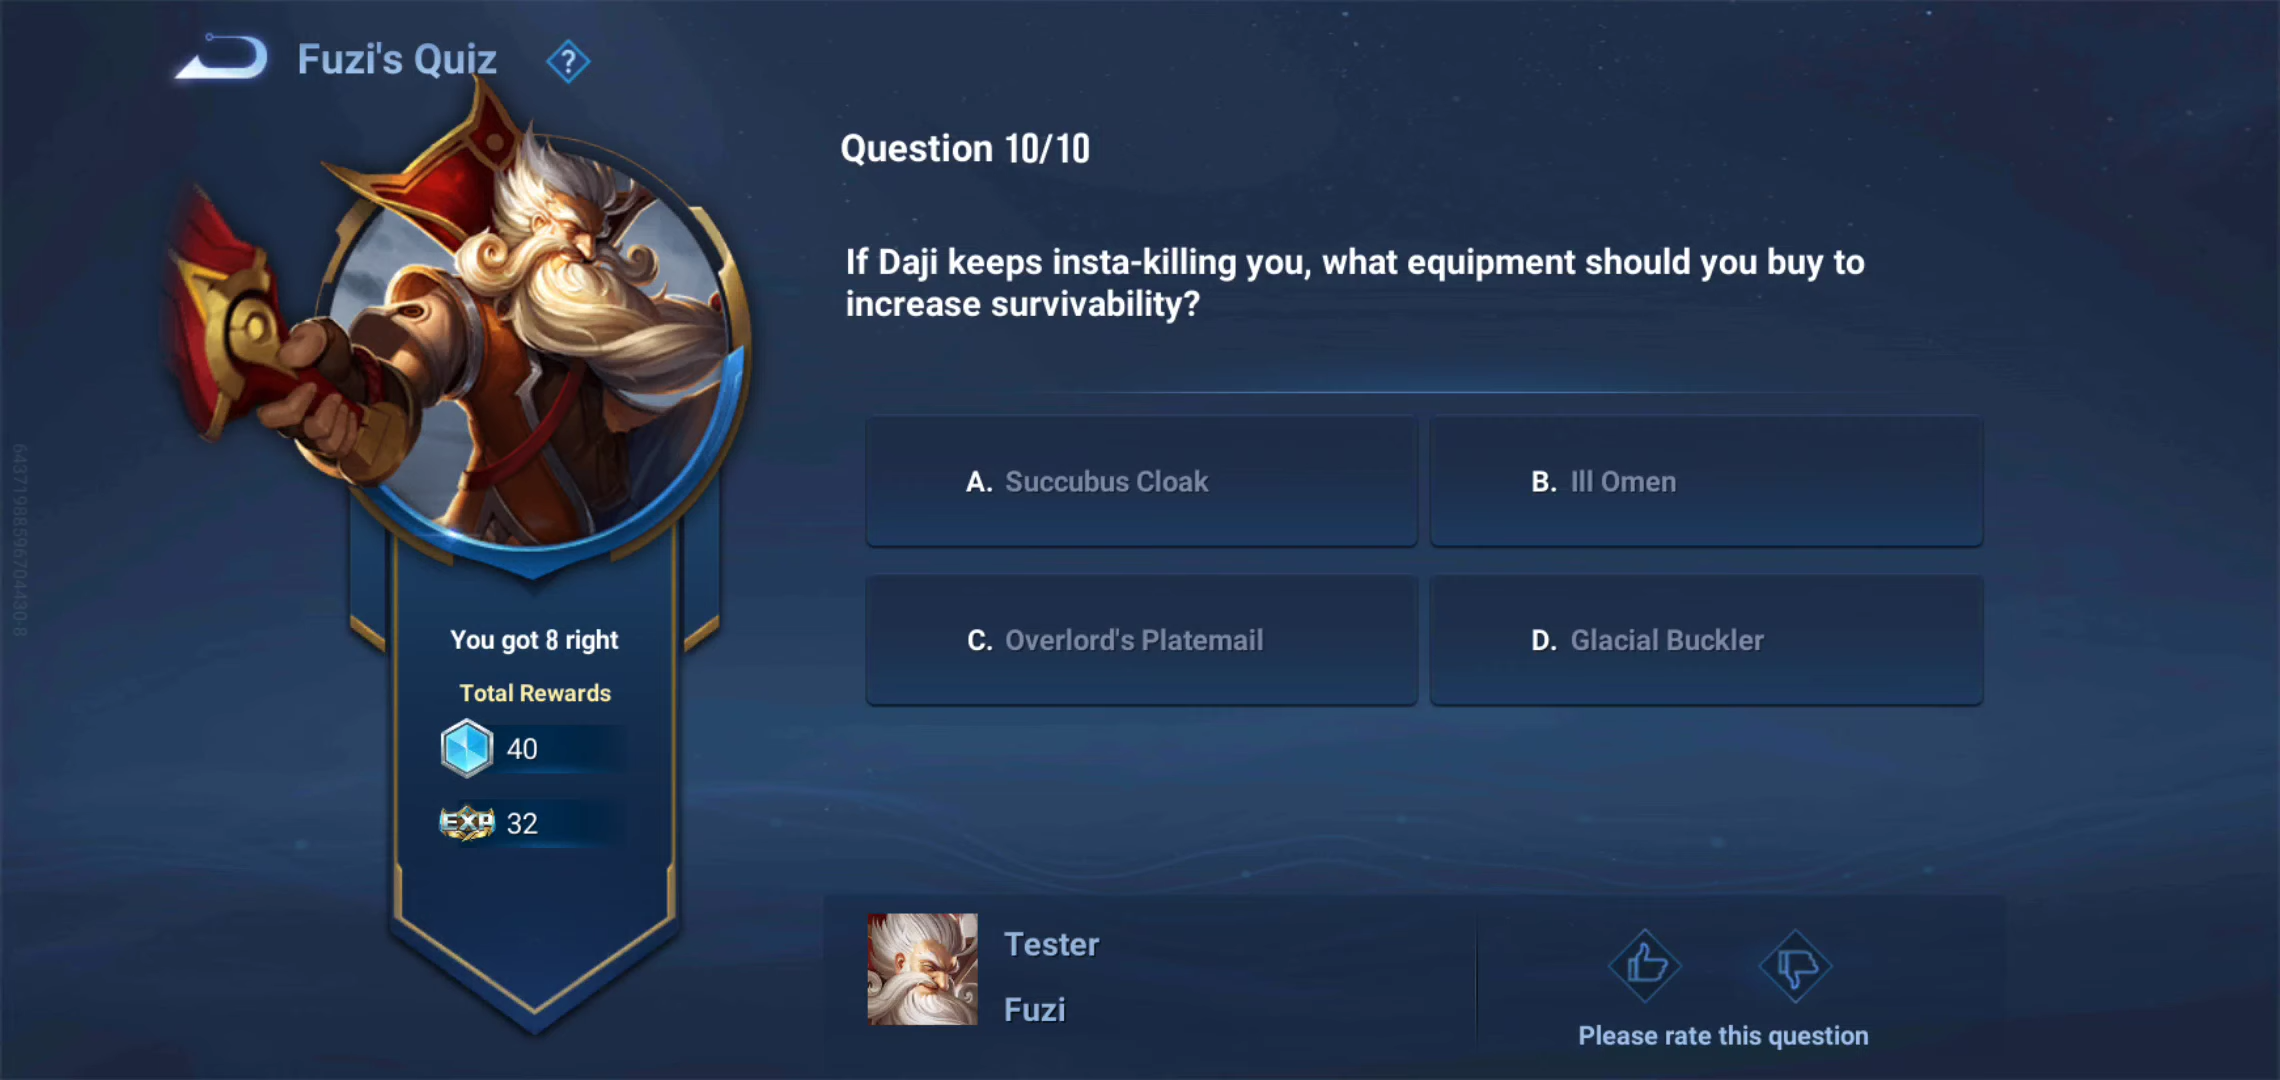 Fuzi's Quiz
?
Question 10/10
If Daji keeps insta-killing you, what equipment should you buy to
increase survivability?
A. Succubus Cloak
B. Ill Omen
C. Overlord's Platemail
D. Glacial Buckler
You got 8 right
Total Rewards
40
EXP 32
Tester
Fuzi
Please rate this question